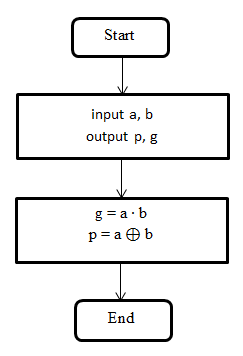 Start
input a, b
output p, g
g = a · b
p = a ⊕ b
End